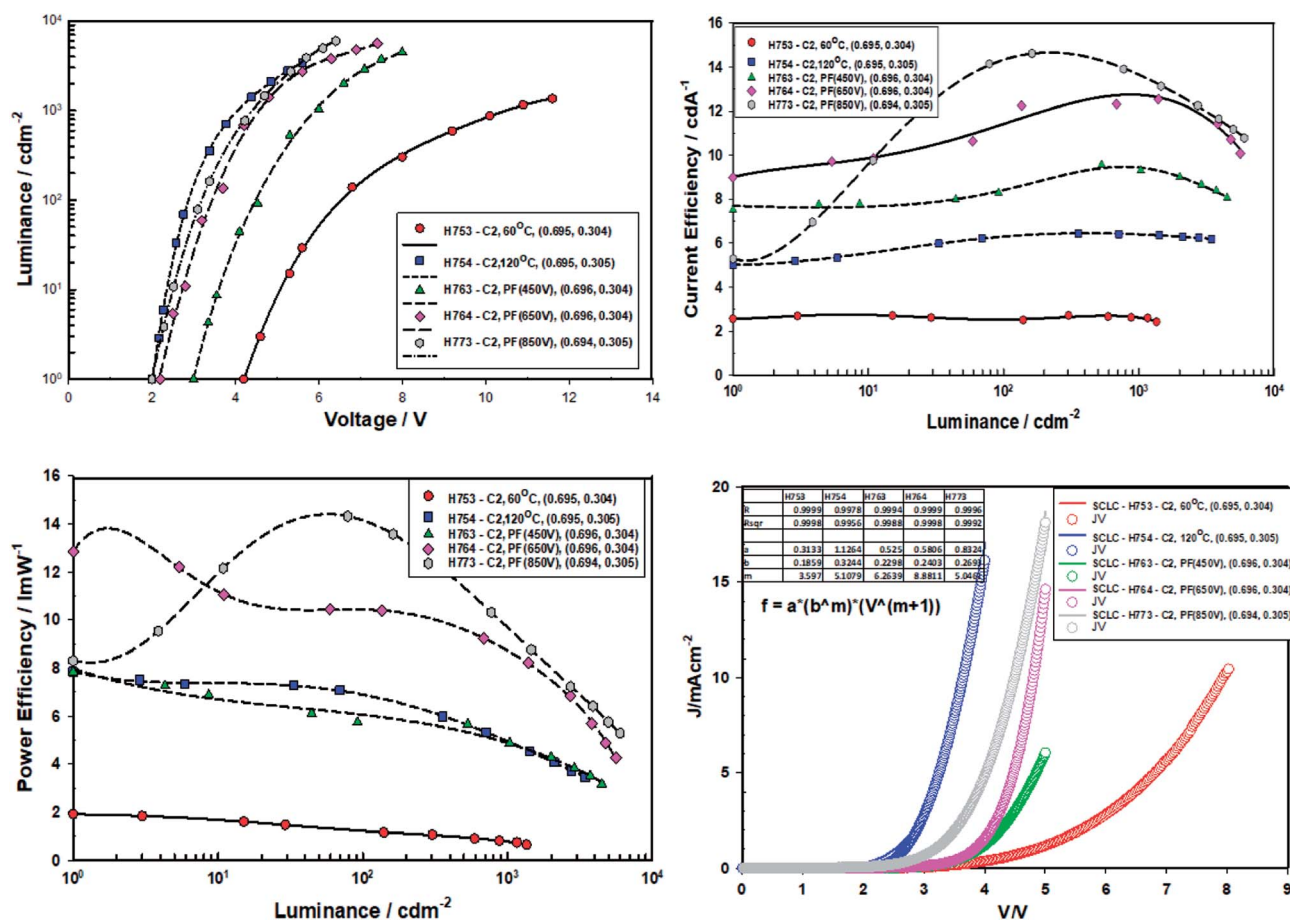 10⁴
10³
10²
10¹
10⁰
Luminance / cdm⁻²
0 2 4 6 8 10 12 14
Voltage / V
H753 - C2, 60°C, (0.695, 0.304)
H754 - C2,120°C, (0.695, 0.305)
H763 - C2, PF(450V), (0.696, 0.304)
H764 - C2, PF(650V), (0.696, 0.304)
H773 - C2, PF(850V), (0.694, 0.305)
16
14
12
10
8
6
4
2
0
Current Efficiency / cdA⁻¹
10⁰ 10¹ 10² 10³ 10⁴
Luminance / cdm⁻²
H753 - C2, 60°C, (0.695, 0.304)
H754 - C2,120°C, (0.695, 0.305)
H763 - C2, PF(450V), (0.696, 0.304)
H764 - C2, PF(650V), (0.696, 0.304)
H773 - C2, PF(850V), (0.694, 0.305)
16
14
12
10
8
6
4
2
0
Power Efficiency / lmW⁻¹
10⁰ 10¹ 10² 10³ 10⁴
Luminance / cdm⁻²
H753 - C2, 60°C, (0.695, 0.304)
H754 - C2,120°C, (0.695, 0.305)
H763 - C2, PF(450V), (0.696, 0.304)
H764 - C2, PF(650V), (0.696, 0.304)
H773 - C2, PF(850V), (0.694, 0.305)
20
15
10
5
0
J/mAcm⁻²
0 1 2 3 4 5 6 7 8 9
V/V
H753 H754 H763 H764 H773
R 0.9999 0.9978 0.9994 0.9999 0.9996
Rsqr 0.9998 0.9956 0.9988 0.9998 0.9992
a 0.3133 1.1264 0.525 0.5806 0.8324
b 0.1859 0.3244 0.2298 0.2403 0.2693
m 3.597 5.1079 6.2639 8.8811
f = a*(b^m)*(V^(m+1))
SCLC - H753 - C2, 60°C, (0.695, 0.304)
JV
SCLC - H754 - C2, 120°C, (0.695, 0.305)
JV
SCLC - H763 - C2, PF(450V), (0.696, 0.304)
JV
SCLC - H764 - C2, PF(650V), (0.696, 0.304)
JV
SCLC - H773 - C2, PF(850V), (0.694, 0.305)
JV